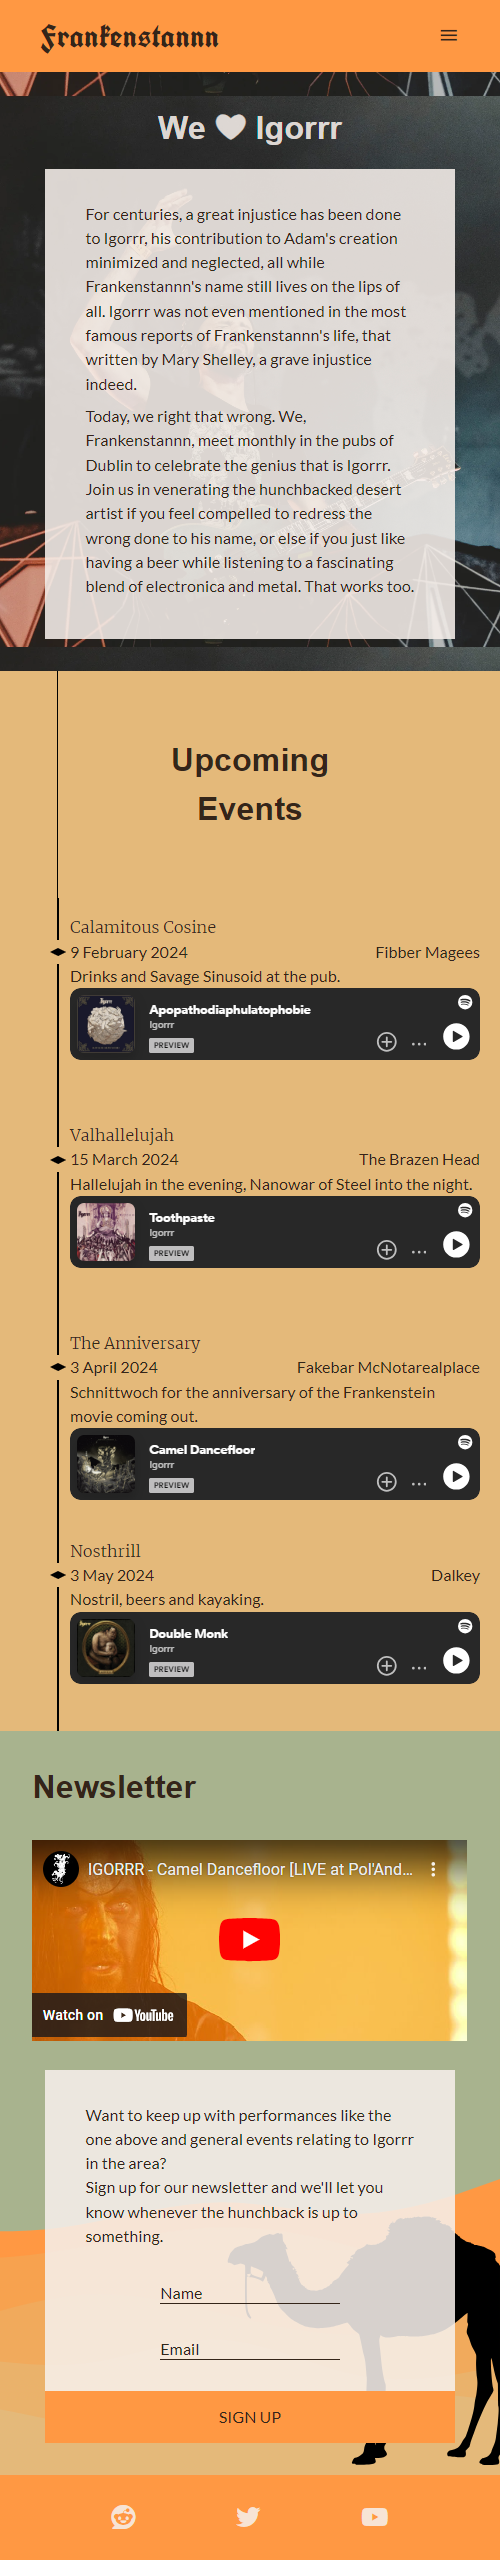 Frankenstannn
We Igorrr
For centuries, a great injustice has been done
to Igorrr, his contribution to Adam's creation
minimized and neglected, all while
Frankenstannn's name still lives on the lips of
all. Igorrr was not even mentioned in the most
famous reports of Frankenstannn's life, that
written by Mary Shelley, a grave injustice
indeed.
Today, we right that wrong. We,
Frankenstannn, meet monthly in the pubs of
Dublin to celebrate the genius that is Igorrr.
Join us in venerating the hunchbacked desert
artist if you feel compelled to redress the
wrong done to his name, or else if you just like
having a beer while listening to a fascinating
blend of electronica and metal. That works too.
Upcoming
Events
Calamitous Cosine
9 February 2024 Fibber Magees
Drinks and Savage Sinusoid at the pub.
Apopathodiaphulatophobie
Igorrr
PREVIEW
Valhallelujah
15 March 2024 The Brazen Head
Hallelujah in the evening, Nanowar of Steel into the night.
Toothpaste
Igorrr
PREVIEW
The Anniversary
3 April 2024 Fakebar McNotarealplace
Schnittwoch for the anniversary of the Frankenstein
movie coming out.
Camel Dancefloor
Igorrr
PREVIEW
Nosthrill
3 May 2024 Dalkey
Nostril, beers and kayaking.
Double Monk
Igorrr
PREVIEW
Newsletter
IGORRR - Camel Dancefloor [LIVE at Pol'And...
Watch on YouTube
Want to keep up with performances like the
one above and general events relating to Igorrr
in the area?
Sign up for our newsletter and we'll let you
know whenever the hunchback is up to
something.
Name
Email
SIGN UP